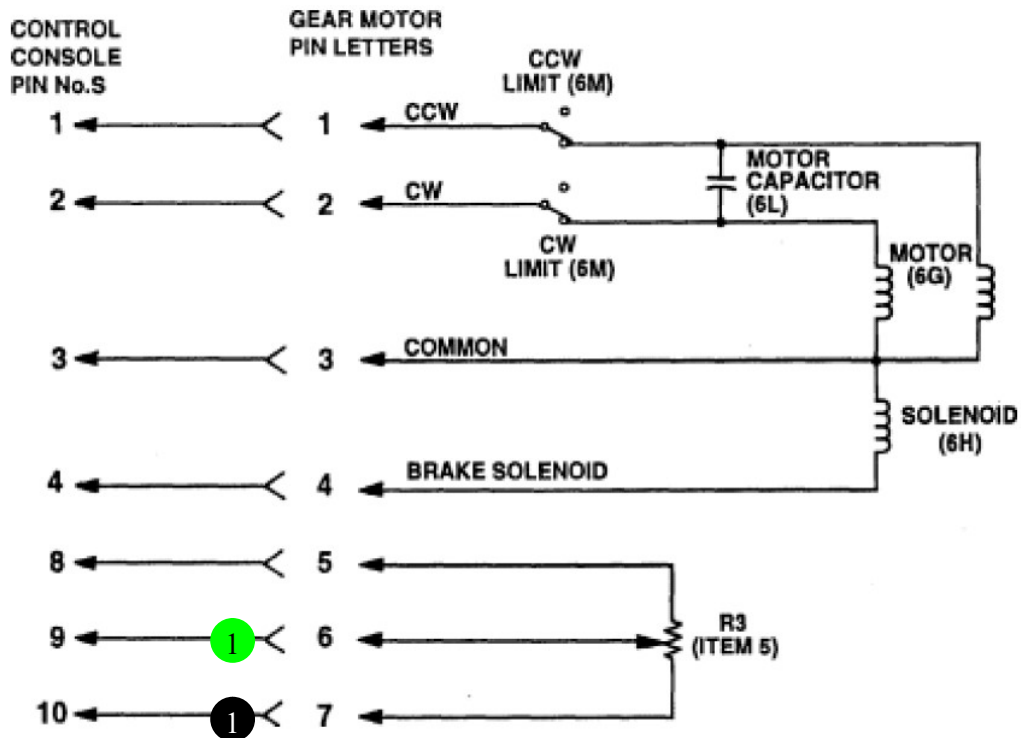 CONTROL
CONSOLE
PIN No.S
GEAR MOTOR
PIN LETTERS
CCW
LIMIT (6M)
1
1
CCW
MOTOR
CAPACITOR
(6L)
2
2
CW
CW
LIMIT (6M)
MOTOR
(6G)
3
3
COMMON
SOLENOID
(6H)
4
4
BRAKE SOLENOID
8
5
9
1
6
R3
(ITEM 5)
10
1
7